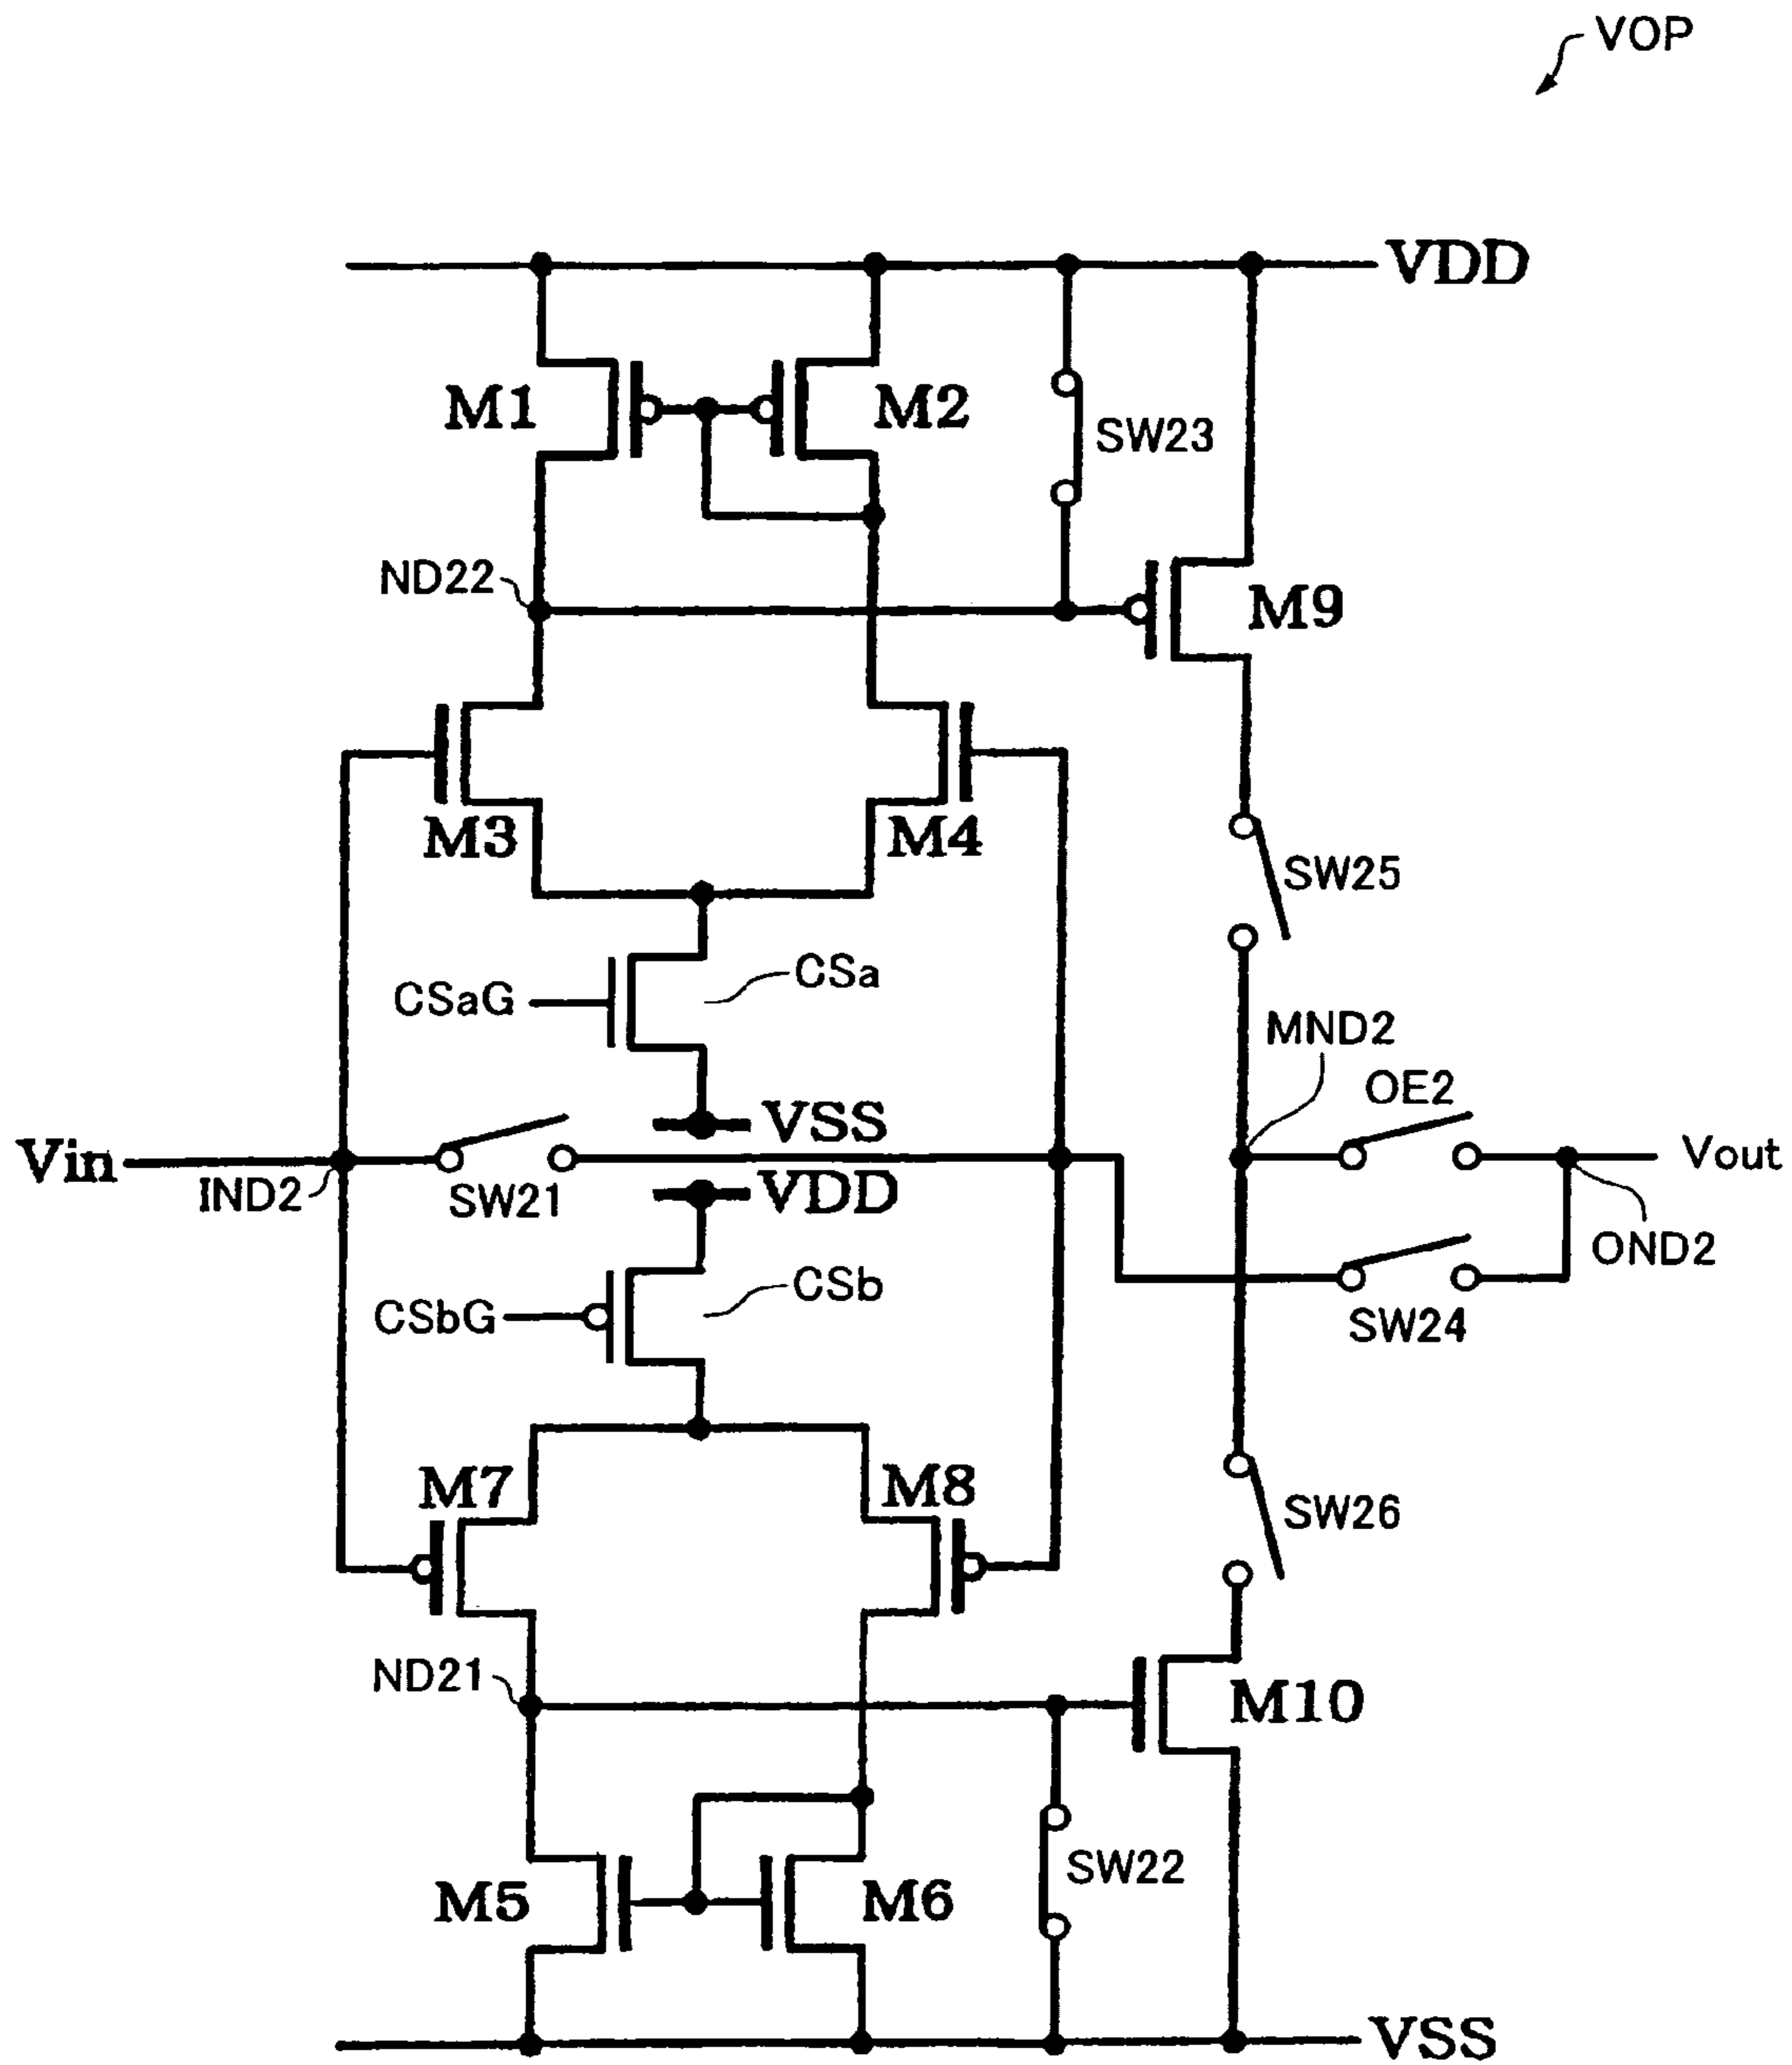 VOP
VDD
M1
M2
SW23
ND22
M9
M3
M4
SW25
CSaG
CSa
MND2
OE2
VSS
Vin
Vout
IND2
SW21
VDD
OND2
CSbG
CSb
SW24
M7
M8
SW26
ND21
M10
M5
M6
SW22
VSS